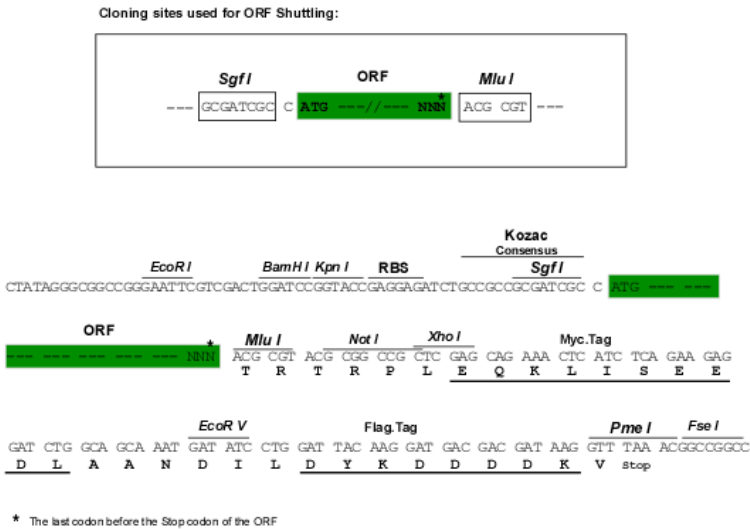 Cloning sites used for ORF Shuttling:
Sgf I ORF Mlu I
--- GCGATCGC C ATG ---//--- NNN* ACG CGT ---
Kozac
Consensus
EcoR I BamH I Kpn I RBS Sgf I
CTATAGGGCGGCCGGGAATTCGTCGACTGGATCCGGTACCGAGGAGATCTGCCGCCGCGATCGC C ATG --- ---
ORF Mlu I Not I Xho I Myc.Tag
--- --- --- --- --- --- NNN* ACG CGT ACG CGG CCG CTC GAG CAG AAA CTC ATC TCA GAA GAG
T R T R P L E Q K L I S E E
EcoR V Flag.Tag Pme I Fse I
GAT CTG GCA GCA AAT GAT ATC CTG GAT TAC AAG GAT GAC GAC GAT AAG GTT TAA ACGGCCGGCC
D L A A N D I L D Y K D D D D K V Stop
* The last codon before the Stop codon of the ORF